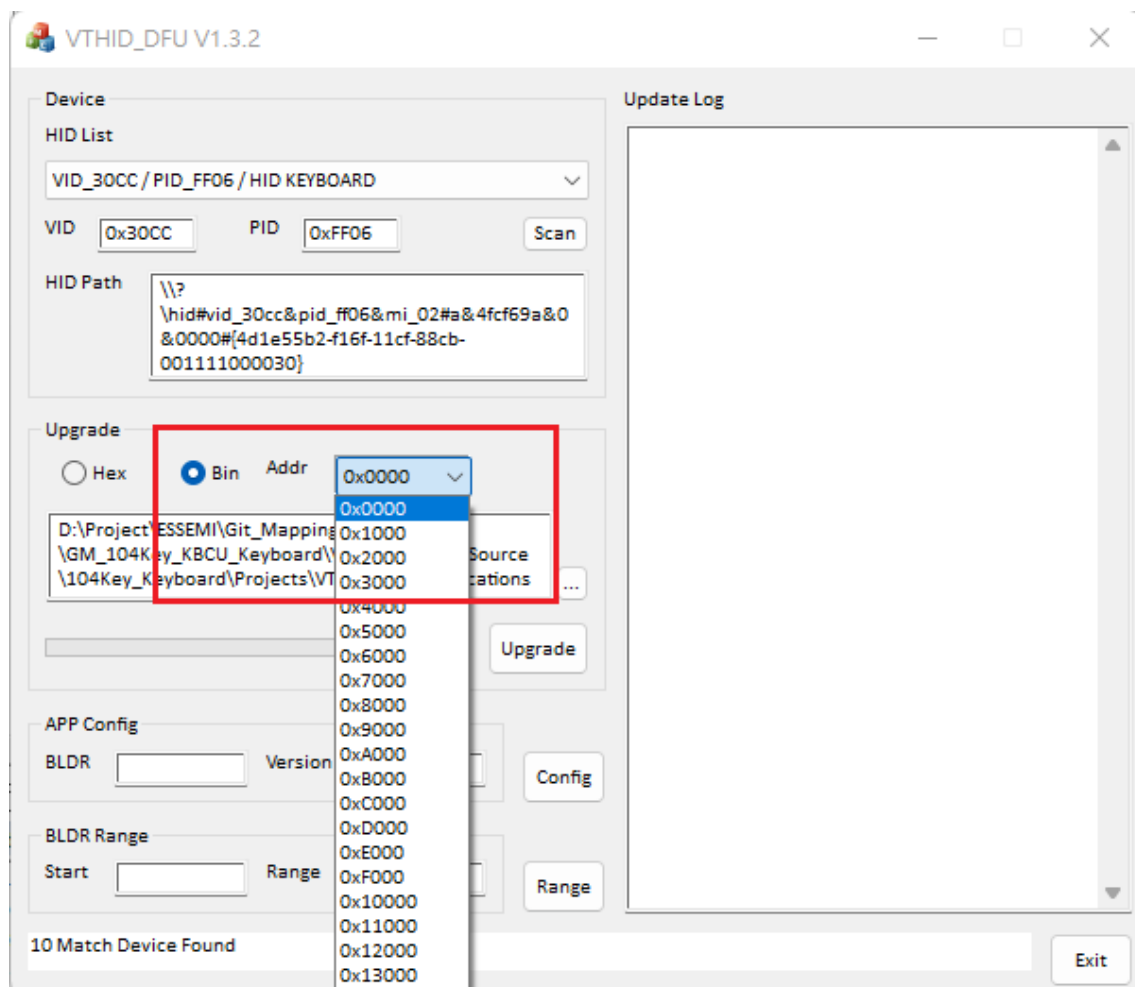 VTHID_DFU V1.3.2
Device
HID List
VID_30CC / PID_FF06 / HID KEYBOARD
VID 0x30CC PID 0xFF06 Scan
HID Path
\\?
\hid#vid_30cc&pid_ff06&mi_02#a&4fcf69a&0
&0000#{4d1e55b2-f16f-11cf-88cb-
001111000030}
Upgrade
Hex Bin Addr 0x0000
D:\Project\ESSEMI\Git_Mapping
\GM_104Key_KBCU_Keyboard\ Source
\104Key_Keyboard\Projects\VT cations
...
Upgrade
0x0000
0x1000
0x2000
0x3000
0x4000
0x5000
0x6000
0x7000
0x8000
0x9000
0xA000
0xB000
0xC000
0xD000
0xE000
0xF000
0x10000
0x11000
0x12000
0x13000
APP Config
BLDR Version Config
BLDR Range
Start Range Range
10 Match Device Found
Update Log
Exit